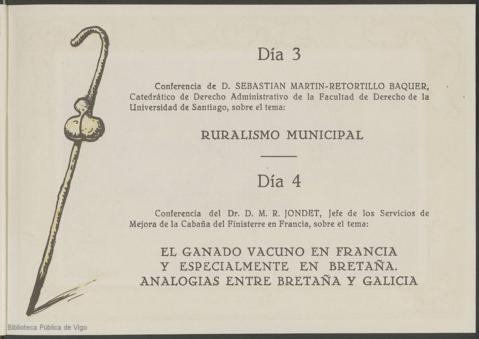 Día 3
Conferencia de D. SEBASTIAN MARTIN-RETORTILLO BAQUER,
Catedrático de Derecho Administrativo de la Facultad de Derecho de la
Universidad de Santiago, sobre el tema:
RURALISMO MUNICIPAL
Día 4
Conferencia del Dr. D. M. R. JONDET, Jefe de los Servicios de
Mejora de la Cabaña del Finisterre en Francia, sobre el tema:
EL GANADO VACUNO EN FRANCIA
Y ESPECIALMENTE EN BRETAÑA.
ANALOGIAS ENTRE BRETAÑA Y GALICIA
Biblioteca Pública de Vigo